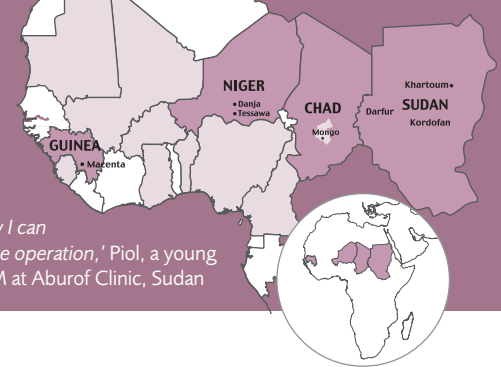 NIGER
• Danja
• Tessawa
CHAD
Mongo
Khartoum•
Darfur
SUDAN
Kordofan
GUINEA
• Macenta
I can
operation,’ Piol, a young
at Aburof Clinic, Sudan